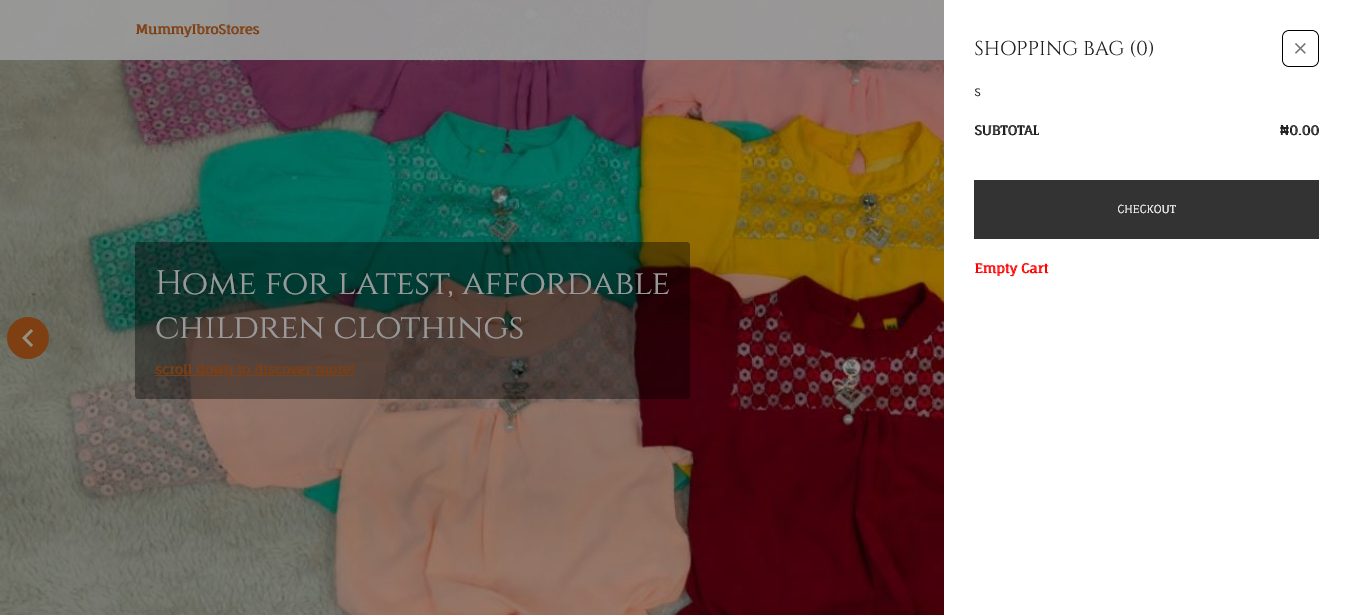 MummyIbroStores
Home for latest, affordable
children clothings
scroll down to discover more!
SHOPPING BAG (0)
s
SUBTOTAL ₦0.00
CHECKOUT
Empty Cart